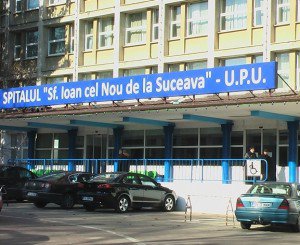 SPITALUL "Sf. Ioan cel Nou de la Suceava" - U.P.U.